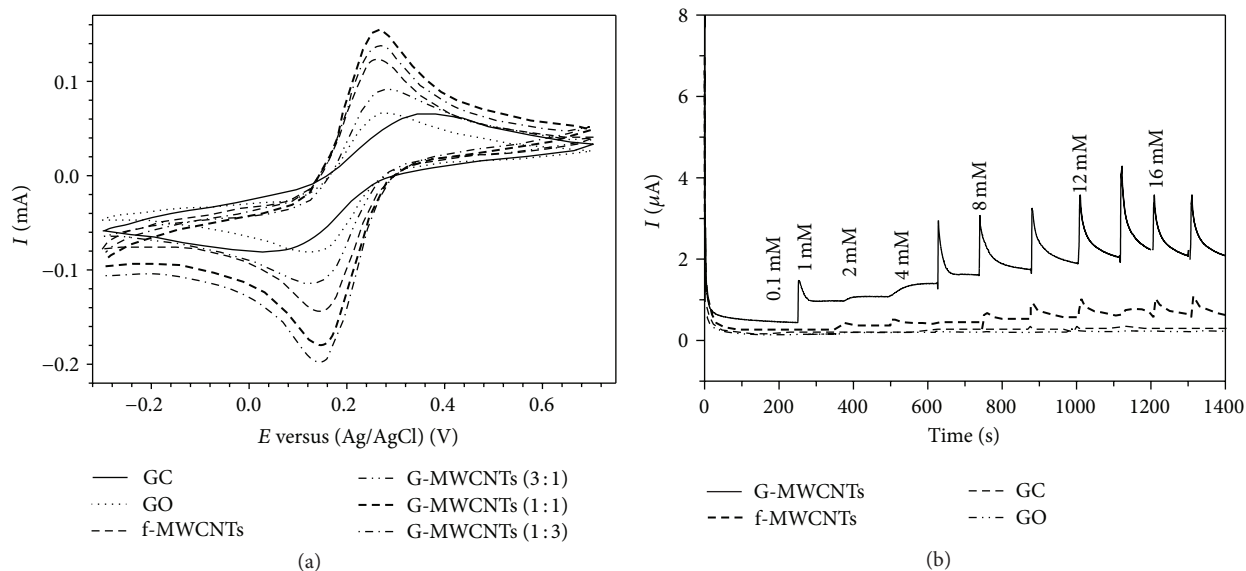 0.1
0.0
−0.1
−0.2
I (mA)
−0.2
0.0
0.2
0.4
0.6
E versus (Ag/AgCl) (V)
GC
GO
f-MWCNTs
G-MWCNTs (3:1)
G-MWCNTs (1:1)
G-MWCNTs (1:3)
(a)
8
6
4
2
0
I (μA)
0.1 mM
1 mM
2 mM
4 mM
8 mM
12 mM
16 mM
0
200
400
600
800
1000
1200
1400
Time (s)
G-MWCNTs
f-MWCNTs
GC
GO
(b)